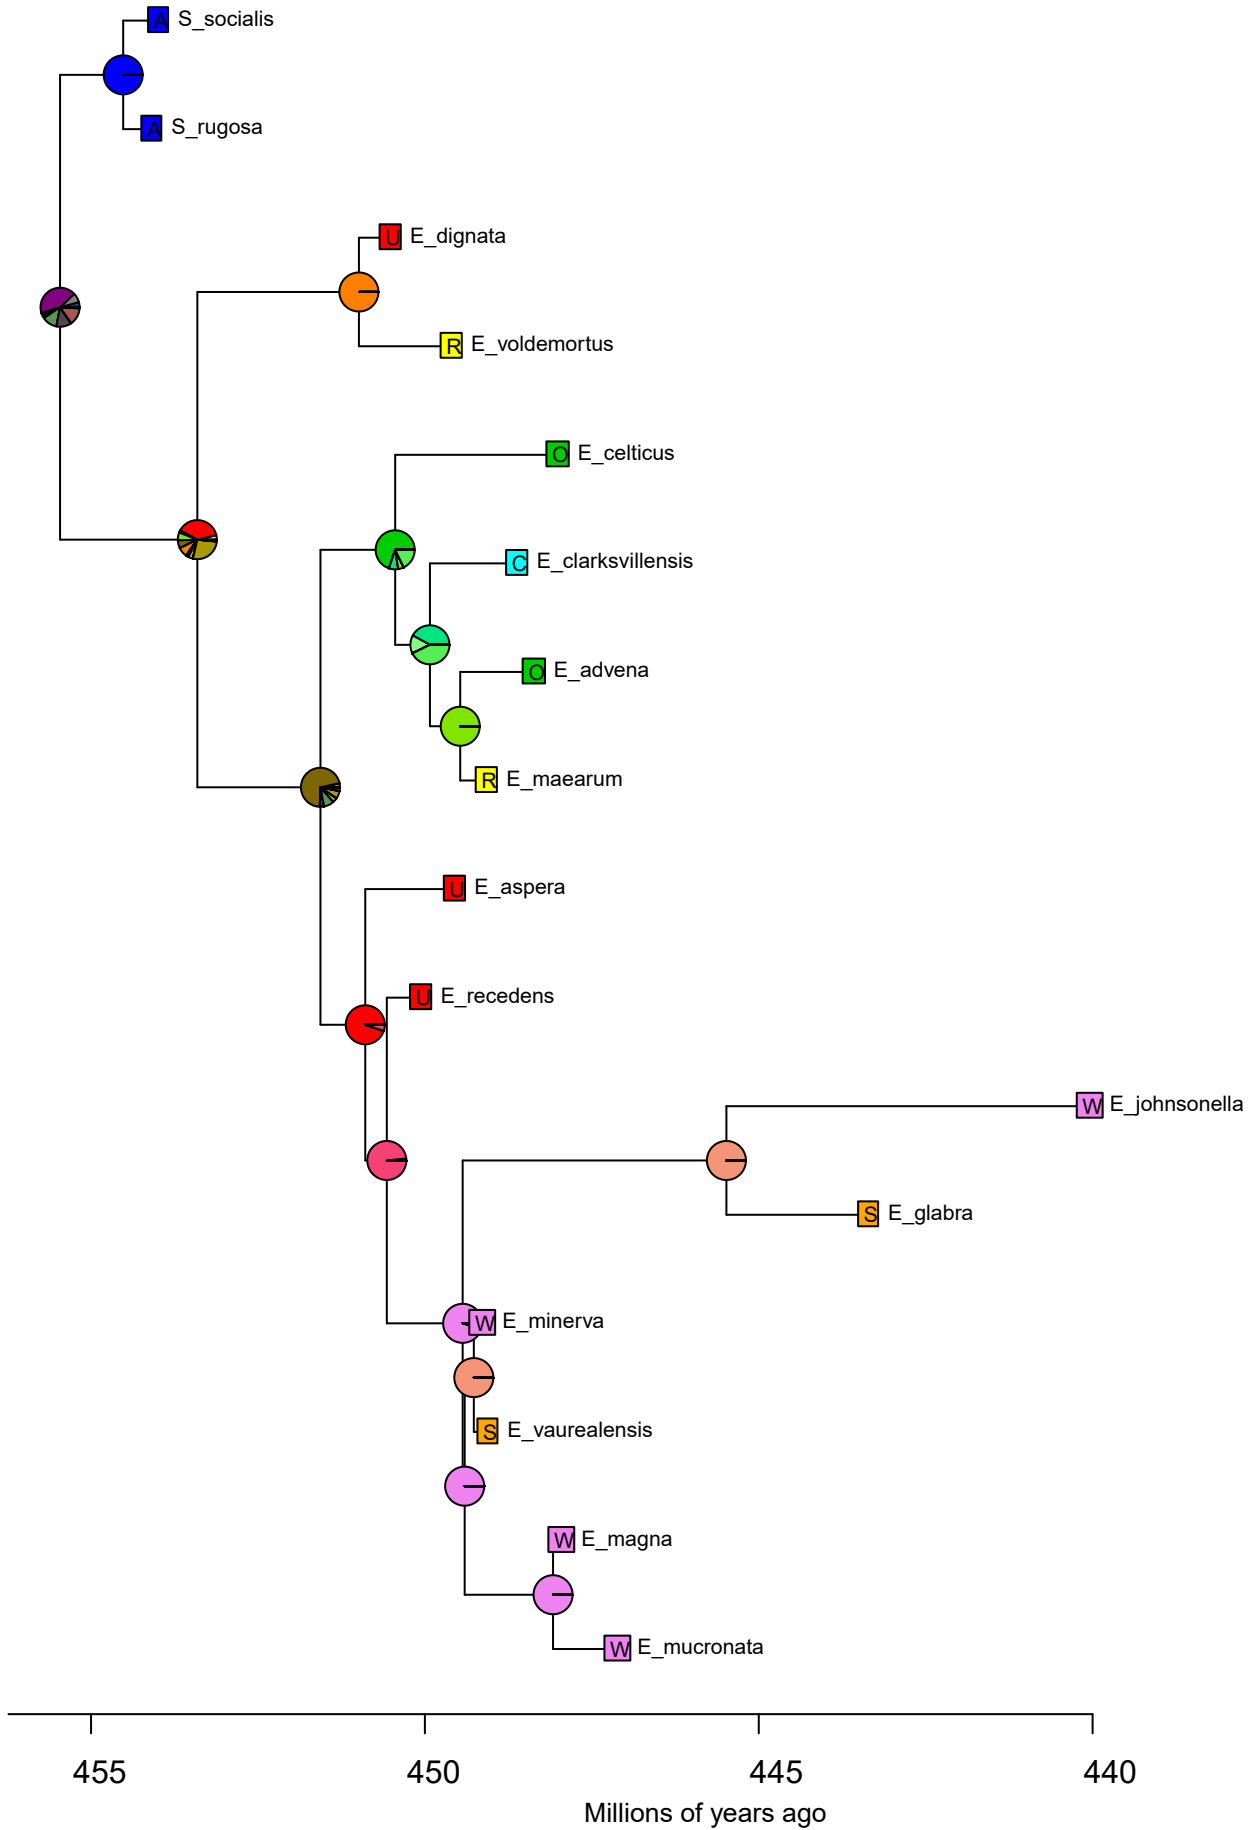 A S_socialis
A S_rugosa
U E_dignata
R E_voldemortus
O E_celticus
C E_clarksvillensis
O E_advena
R E_maearum
U E_aspera
U E_recedens
W E_johnsonella
S E_glabra
W E_minerva
S E_vaurealensis
W E_magna
W E_mucronata
455 450 445 440
Millions of years ago